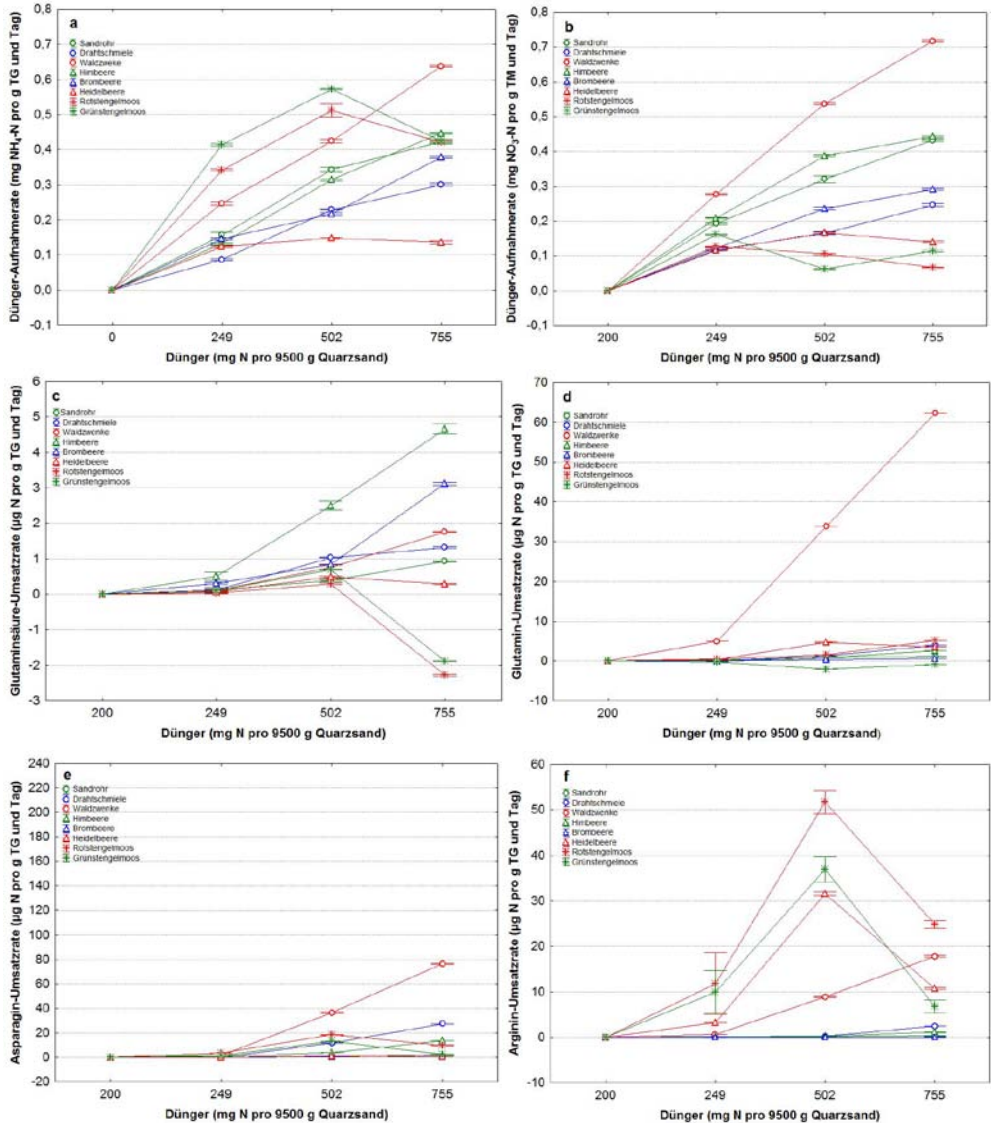 a
Dünger-Aufnahmerate (mg NH₄-N pro g TG und Tag)
0,8
0,7
0,6
0,5
0,4
0,3
0,2
0,1
0,0
-0,1
Sandrohr
Drahtschmiele
Waldzweke
Himbeere
Brombeere
Heidelbeere
Rotstengelmoos
Grünstengelmoos
0 249 502 755
Dünger (mg N pro 9500 g Quarzsand)
b
Dünger-Aufnahmerate (mg NO₃-N pro g TM und Tag)
0,8
0,7
0,6
0,5
0,4
0,3
0,2
0,1
0,0
-0,1
Sandrohr
Drahtschmiele
Waldzwenke
Himbeere
Brombeere
Heidelbeere
Rotstengelmoos
Grünstengelmoos
200 249 502 755
Dünger (mg N pro 9500 g Quarzsand)
c
Glutaminsäure-Umsatzrate (µg N pro g TG und Tag)
6
5
4
3
2
1
0
-1
-2
-3
Sandrohr
Drahtschmiele
Waldzwenke
Himbeere
Brombeere
Heidelbeere
Rotstengelmoos
Grünstengelmoos
200 249 502 755
Dünger (mg N pro 9500 g Quarzsand)
d
Glutamin-Umsatzrate (µg N pro g TG und Tag)
70
60
50
40
30
20
10
0
-10
Sandrohr
Drahtschmiele
Waldzwenke
Himbeere
Brombeere
Heidelbeere
Rotstengelmoos
Grünstengelmoos
200 249 502 755
Dünger (mg N pro 9500 g Quarzsand)
e
Asparagin-Umsatzrate (µg N pro g TG und Tag)
240
220
200
180
160
140
120
100
80
60
40
20
0
-20
Sandrohr
Drahtschmiele
Waldzwenke
Himbeere
Brombeere
Heidelbeere
Rotstengelmoos
Grünstengelmoos
200 249 502 755
Dünger (mg N pro 9500 g Quarzsand)
f
Arginin-Umsatzrate (µg N pro g TG und Tag)
60
50
40
30
20
10
0
-10
Sandrohr
Drahtschmiele
Waldzwenke
Himbeere
Brombeere
Heidelbeere
Rotstengelmoos
Grünstengelmoos
200 249 502 755
Dünger (mg N pro 9500 g Quarzsand)